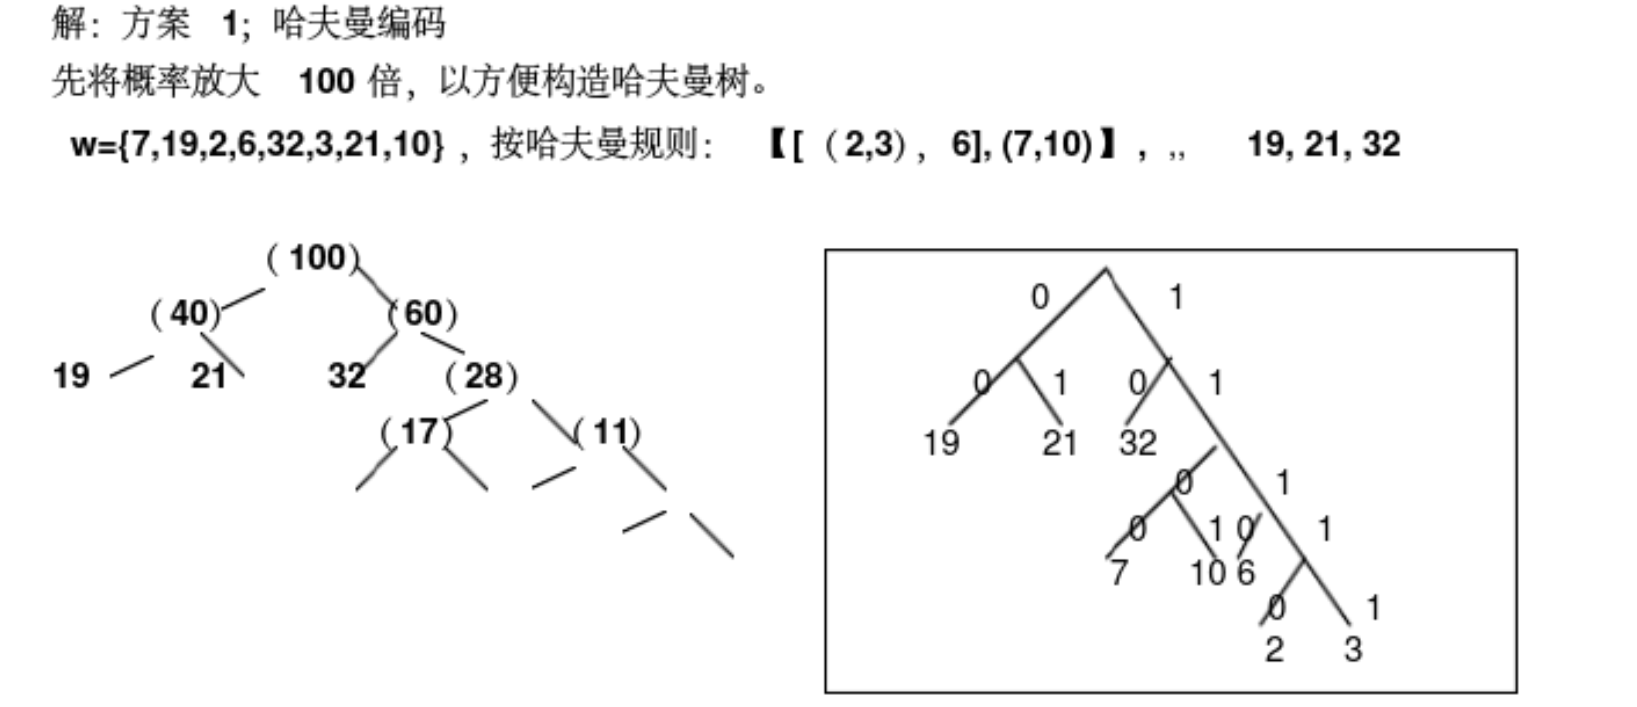 解：方案 1；哈夫曼编码
先将概率放大 100 倍，以方便构造哈夫曼树。
w={7,19,2,6,32,3,21,10}，按哈夫曼规则：【[（2,3），6], (7,10)】, ,, 19, 21, 32
(100)
(40) (60)
19 21 32 (28)
(17) (11)
0 1
0 1 0 1
19 21 32
0 1
0 1 0 1
7 10 6
0 1
2 3